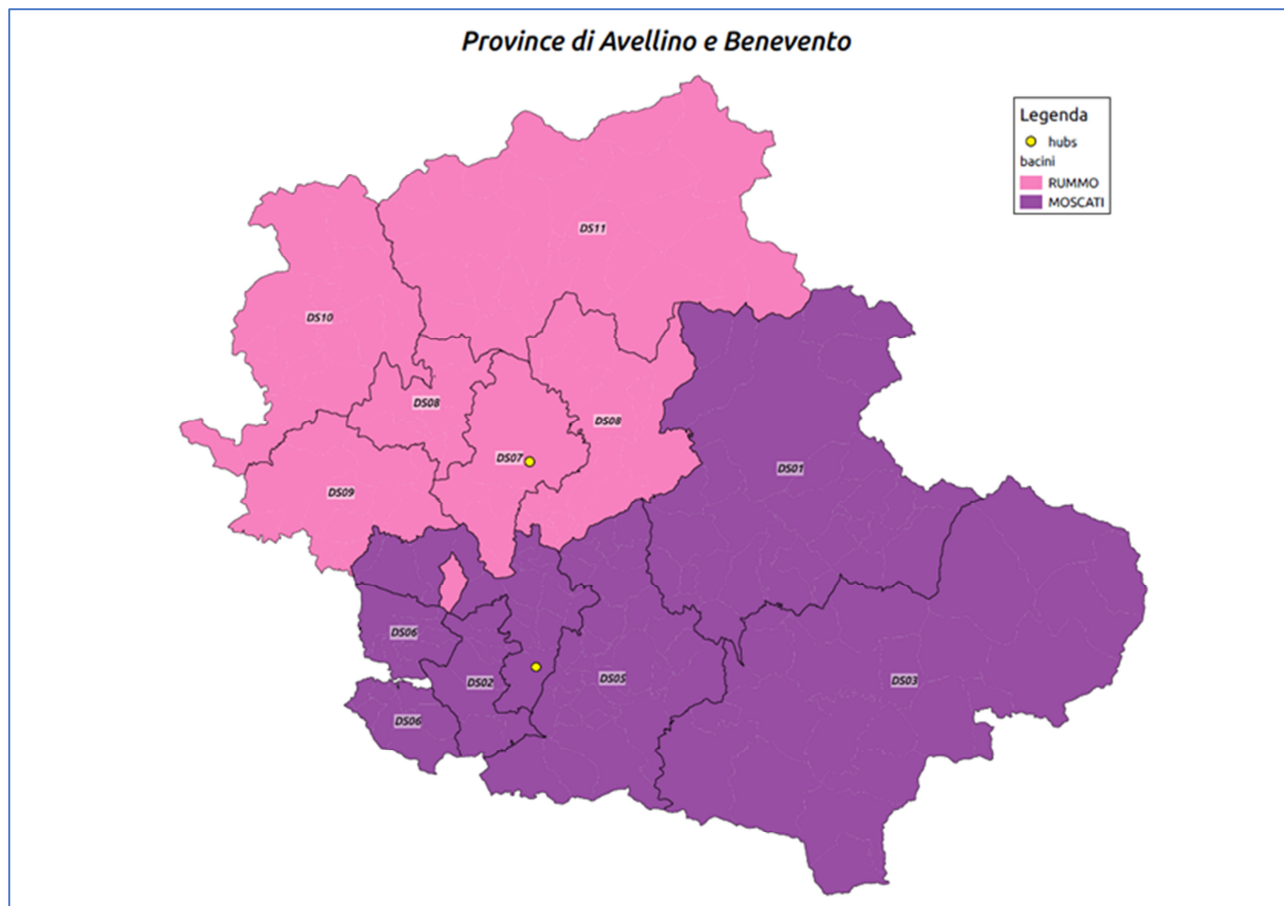 Province di Avellino e Benevento
Legenda
hubs
bacini
RUMMO
MOSCATI
DS11
DS10
DS08
DS08
DS07
DS01
DS09
DS06
DS02
DS05
DS03
DS06